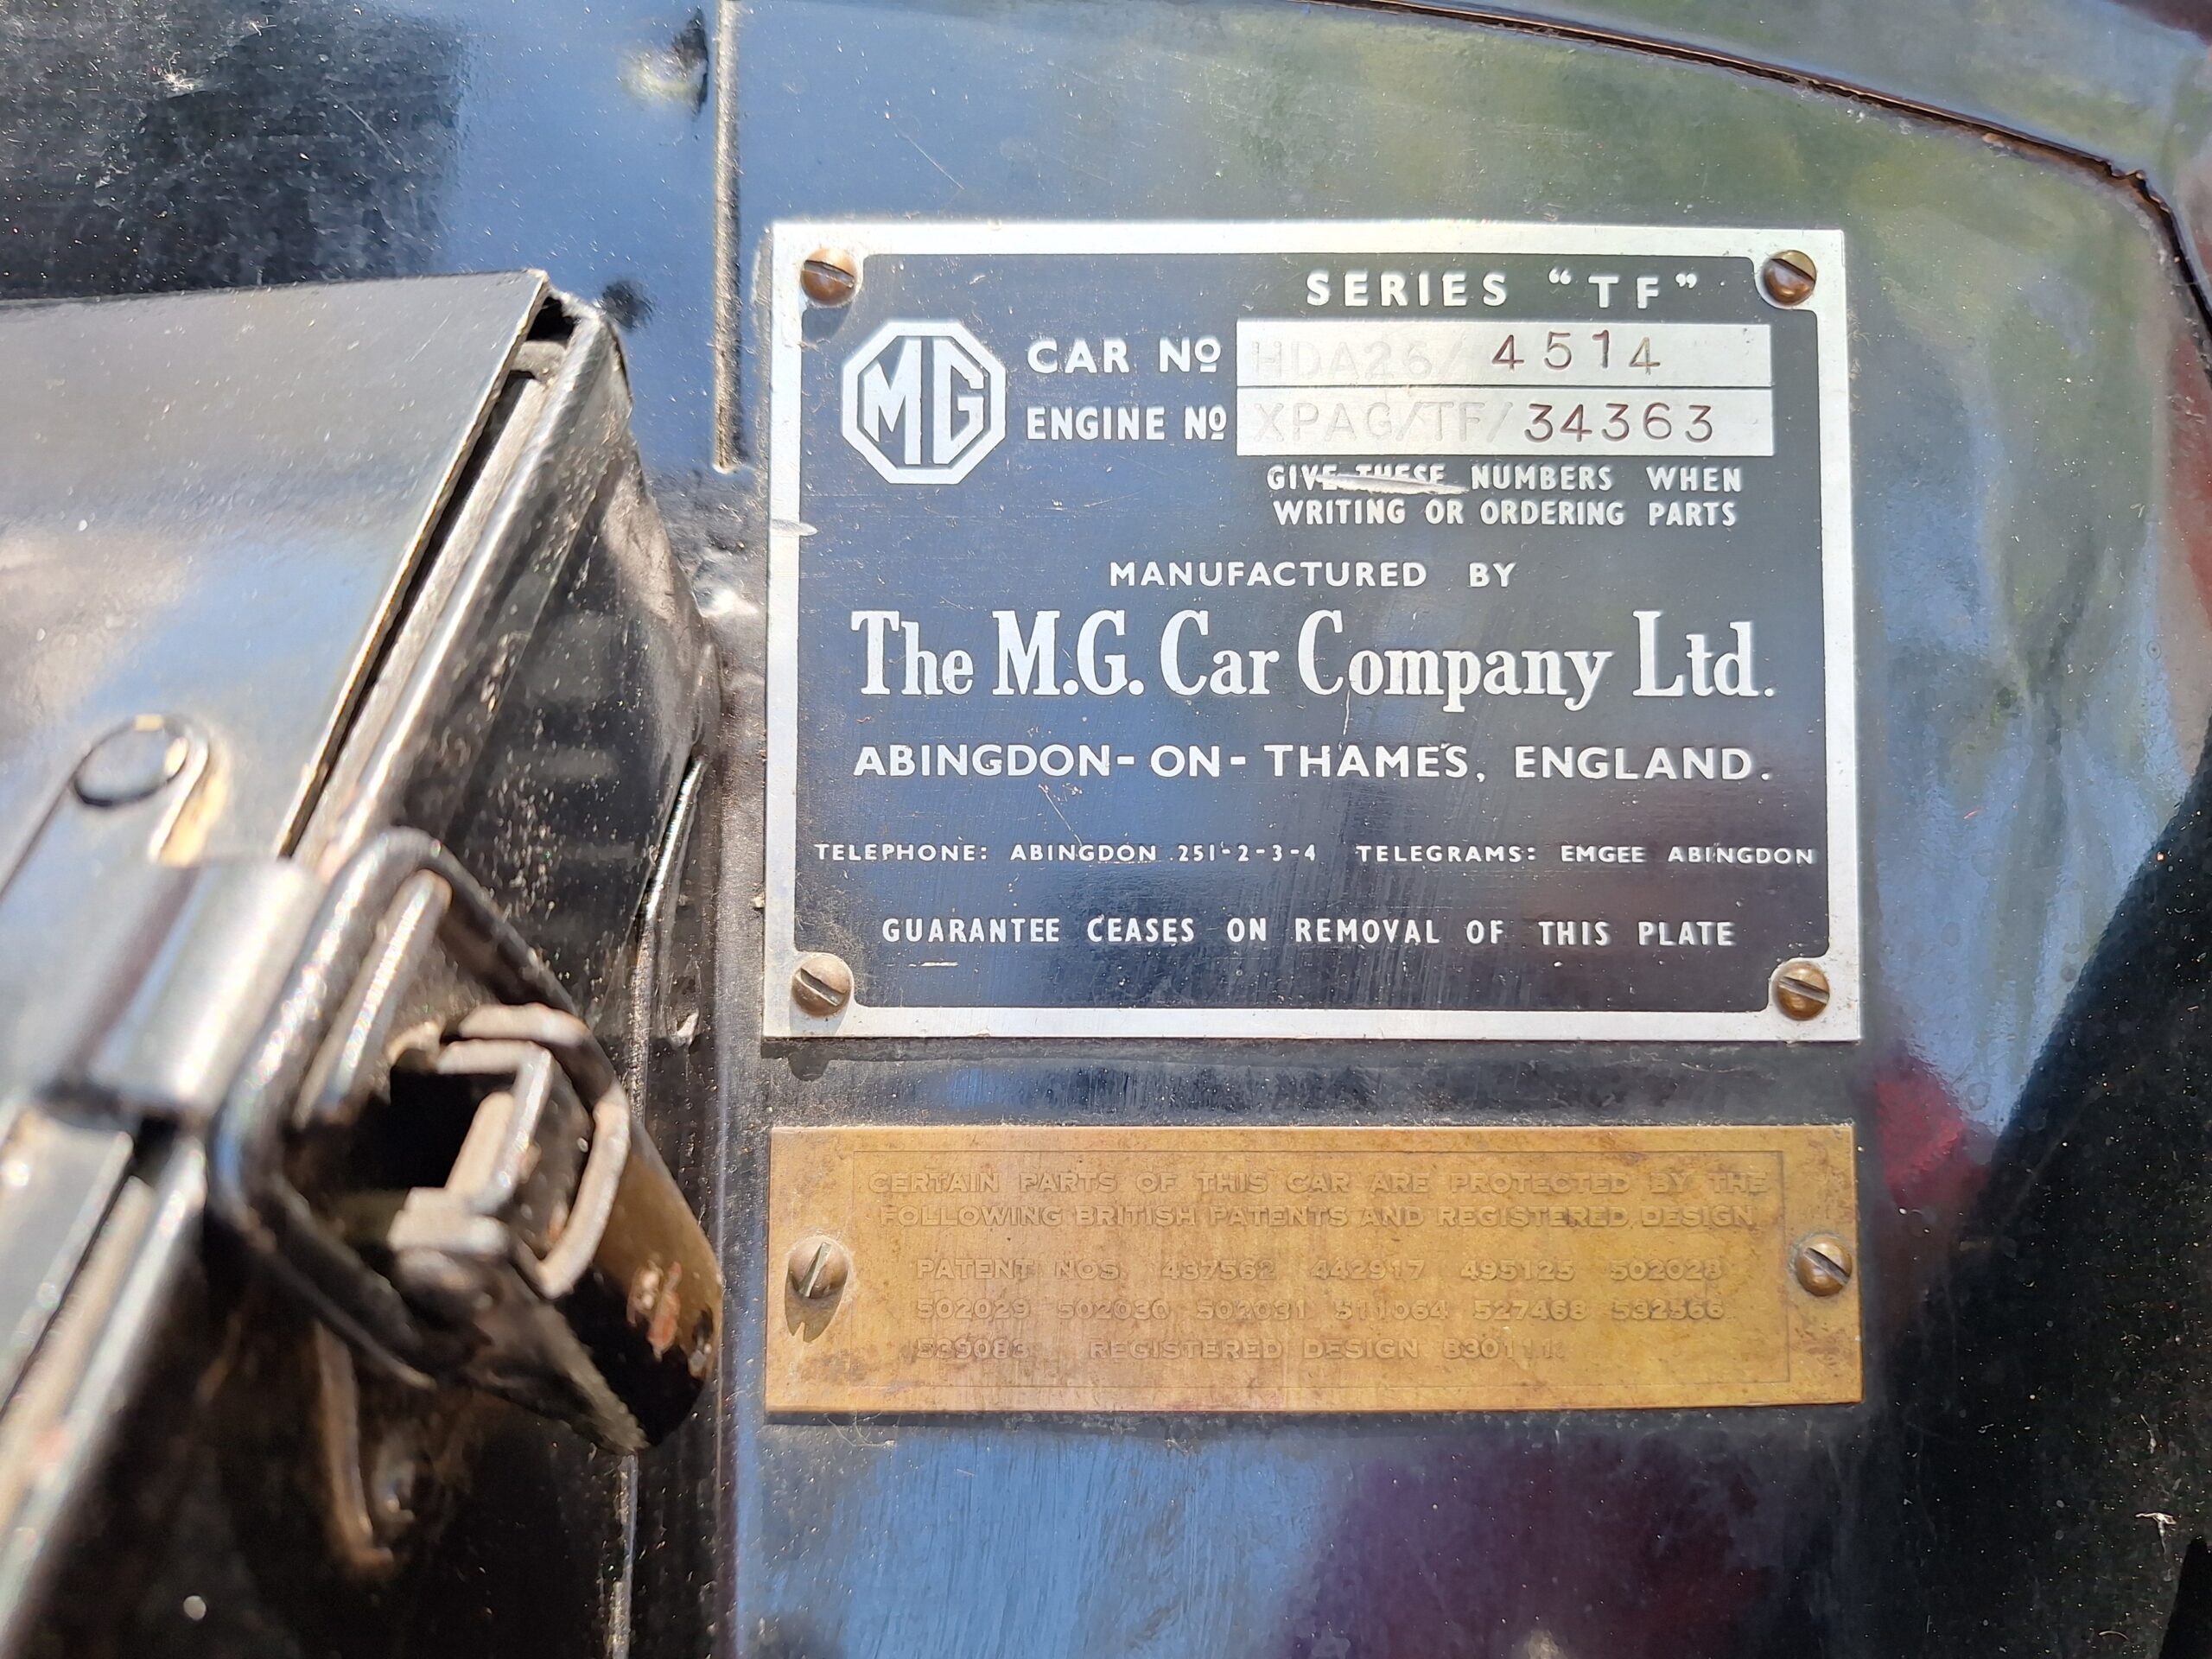 SERIES "TF"
MG
CAR Nº HDA26/ 4514
ENGINE Nº XPAG/TF/34363
GIVE THESE NUMBERS WHEN
WRITING OR ORDERING PARTS
MANUFACTURED BY
The M.G. Car Company Ltd.
ABINGDON-ON-THAMES, ENGLAND.
TELEPHONE: ABINGDON 251-2-3-4 TELEGRAMS: EMGEE ABINGDON
GUARANTEE CEASES ON REMOVAL OF THIS PLATE
CERTAIN PARTS OF THIS CAR ARE PROTECTED BY THE
FOLLOWING BRITISH PATENTS AND REGISTERED DESIGN
PATENT NOS 437562 442917 495125 502028
502029 502030 502031 511064 527468 532566
539083 REGISTERED DESIGN